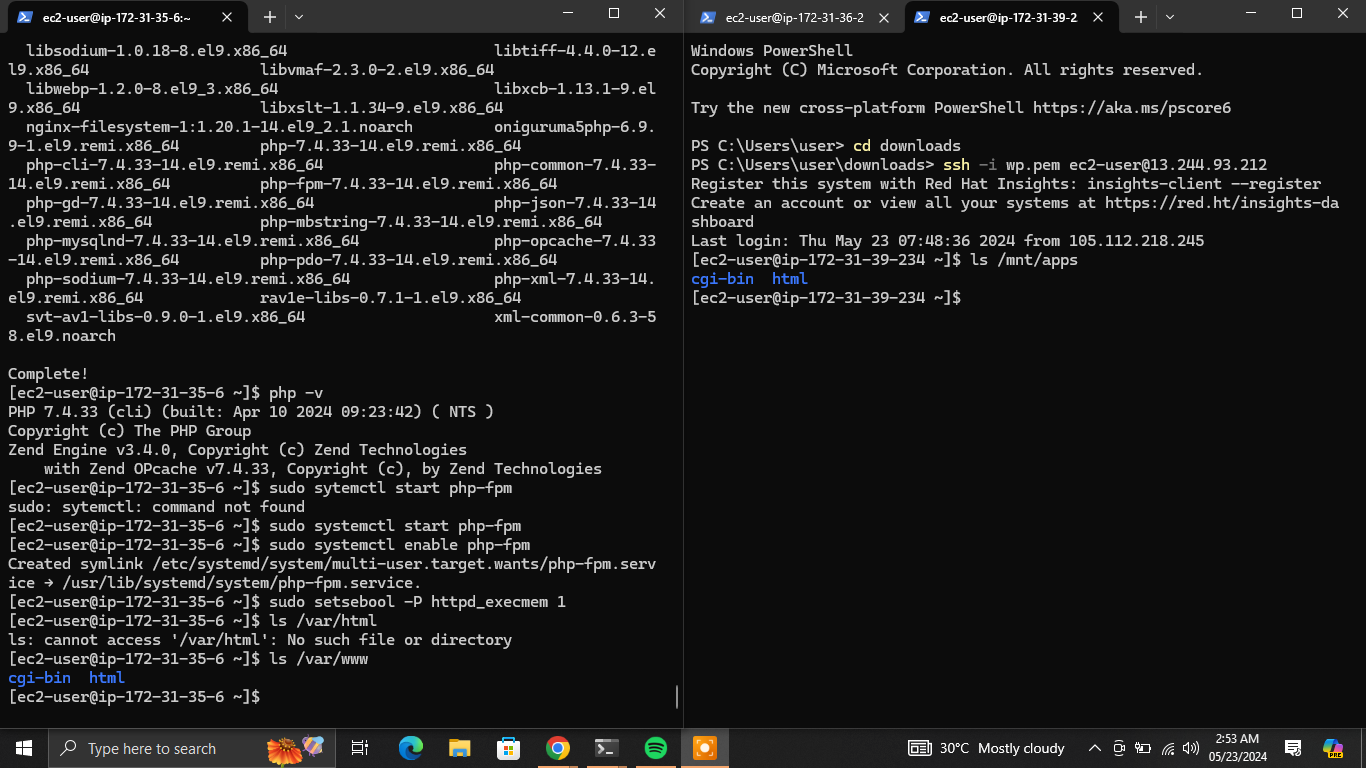 ec2-user@ip-172-31-35-6:~
libsodium-1.0.18-8.el9.x86_64 libtiff-4.4.0-12.e
l9.x86_64 libvmaf-2.3.0-2.el9.x86_64
libwebp-1.2.0-8.el9_3.x86_64 libxcb-1.13.1-9.el
9.x86_64 libxslt-1.1.34-9.el9.x86_64
nginx-filesystem-1:1.20.1-14.el9_2.1.noarch oniguruma5php-6.9.
9-1.el9.remi.x86_64 php-7.4.33-14.el9.remi.x86_64
php-cli-7.4.33-14.el9.remi.x86_64 php-common-7.4.33-
14.el9.remi.x86_64 php-fpm-7.4.33-14.el9.remi.x86_64
php-gd-7.4.33-14.el9.remi.x86_64 php-json-7.4.33-14
.el9.remi.x86_64 php-mbstring-7.4.33-14.el9.remi.x86_64
php-mysqlnd-7.4.33-14.el9.remi.x86_64 php-opcache-7.4.33
-14.el9.remi.x86_64 php-pdo-7.4.33-14.el9.remi.x86_64
php-sodium-7.4.33-14.el9.remi.x86_64 php-xml-7.4.33-14.
el9.remi.x86_64 rav1e-libs-0.7.1-1.el9.x86_64
svt-av1-libs-0.9.0-1.el9.x86_64 xml-common-0.6.3-5
8.el9.noarch
Complete!
[ec2-user@ip-172-31-35-6 ~]$ php -v
PHP 7.4.33 (cli) (built: Apr 10 2024 09:23:42) ( NTS )
Copyright (c) The PHP Group
Zend Engine v3.4.0, Copyright (c) Zend Technologies
with Zend OPcache v7.4.33, Copyright (c), by Zend Technologies
[ec2-user@ip-172-31-35-6 ~]$ sudo sytemctl start php-fpm
sudo: sytemctl: command not found
[ec2-user@ip-172-31-35-6 ~]$ sudo systemctl start php-fpm
[ec2-user@ip-172-31-35-6 ~]$ sudo systemctl enable php-fpm
Created symlink /etc/systemd/system/multi-user.target.wants/php-fpm.serv
ice → /usr/lib/systemd/system/php-fpm.service.
[ec2-user@ip-172-31-35-6 ~]$ sudo setsebool -P httpd_execmem 1
[ec2-user@ip-172-31-35-6 ~]$ ls /var/html
ls: cannot access '/var/html': No such file or directory
[ec2-user@ip-172-31-35-6 ~]$ ls /var/www
cgi-bin html
[ec2-user@ip-172-31-35-6 ~]$
ec2-user@ip-172-31-36-2
ec2-user@ip-172-31-39-2
Windows PowerShell
Copyright (C) Microsoft Corporation. All rights reserved.
Try the new cross-platform PowerShell https://aka.ms/pscore6
PS C:\Users\user> cd downloads
PS C:\Users\user\downloads> ssh -i wp.pem ec2-user@13.244.93.212
Register this system with Red Hat Insights: insights-client --register
Create an account or view all your systems at https://red.ht/insights-da
shboard
Last login: Thu May 23 07:48:36 2024 from 105.112.218.245
[ec2-user@ip-172-31-39-234 ~]$ ls /mnt/apps
cgi-bin html
[ec2-user@ip-172-31-39-234 ~]$
Type here to search
30°C Mostly cloudy
2:53 AM
05/23/2024
PRE